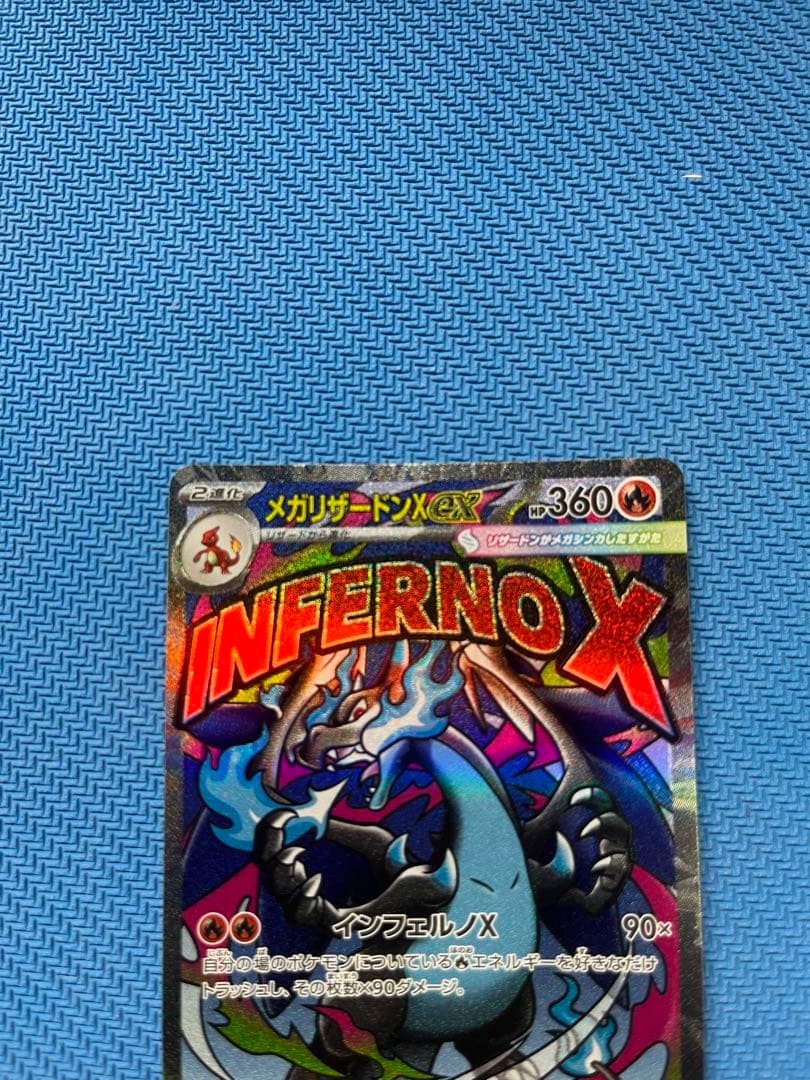 2進化
メガリザードンXex
HP360
リザードから進化
リザードンがメガシンカしたすがた
INFERNO X
インフェルノX 90×
自分の場のポケモンについているエネルギーを好きなだけ
トラッシュし、その枚数×90ダメージ。